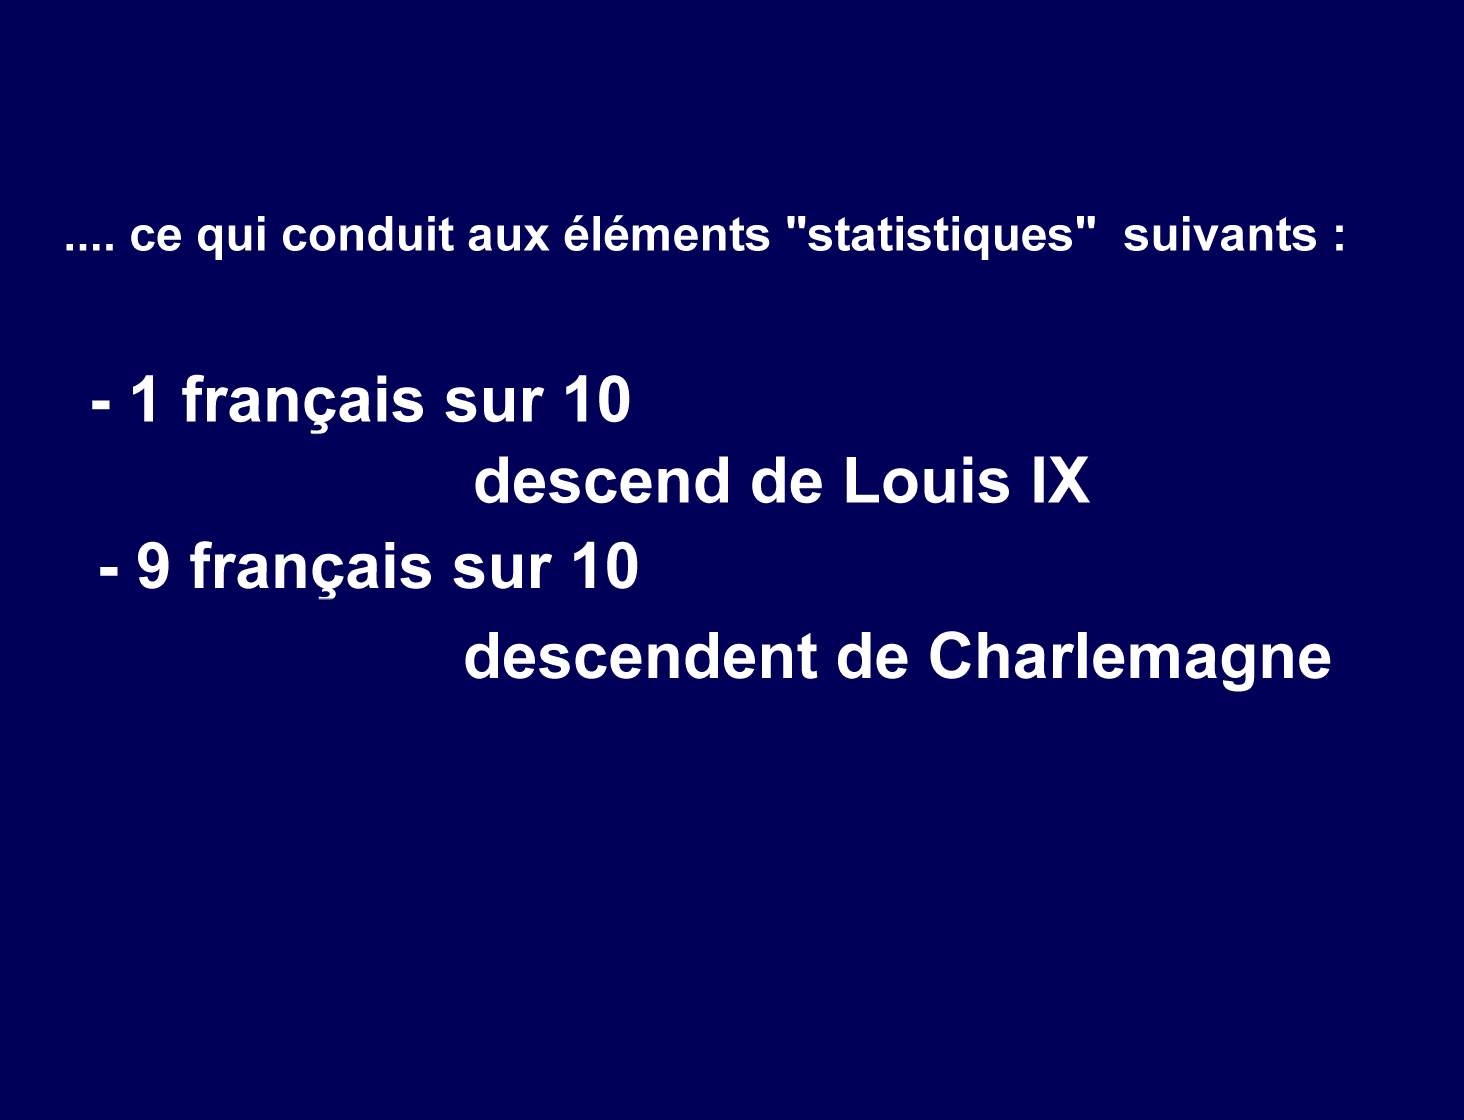 .... ce qui conduit aux éléments "statistiques"  suivants :
- 1 français sur 10
descend de Louis IX
- 9 français sur 10
descendent de Charlemagne